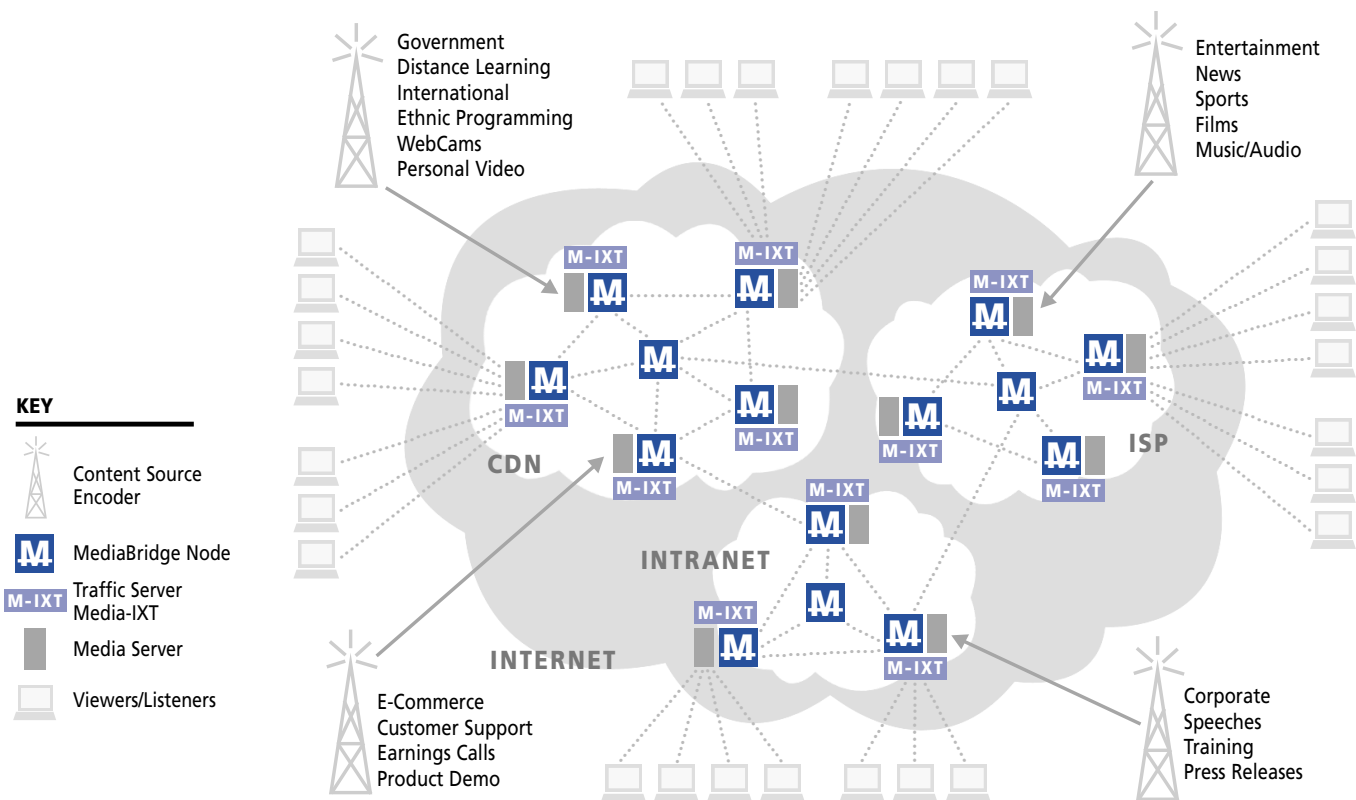 Government
Distance Learning
International
Ethnic Programming
WebCams
Personal Video
Entertainment
News
Sports
Films
Music/Audio
M-IXT
M
M-IXT
M
M-IXT
M
M
M
M-IXT
M
M-IXT
M
M-IXT
CDN
M-IXT
M
M
M-IXT
M
M
M-IXT
M
M-IXT
ISP
KEY
Content Source
Encoder
M
MediaBridge Node
M-IXT
Traffic Server
Media-IXT
Media Server
Viewers/Listeners
M-IXT
M
INTRANET
M
M-IXT
M
M
M-IXT
INTERNET
E-Commerce
Customer Support
Earnings Calls
Product Demo
Corporate
Speeches
Training
Press Releases